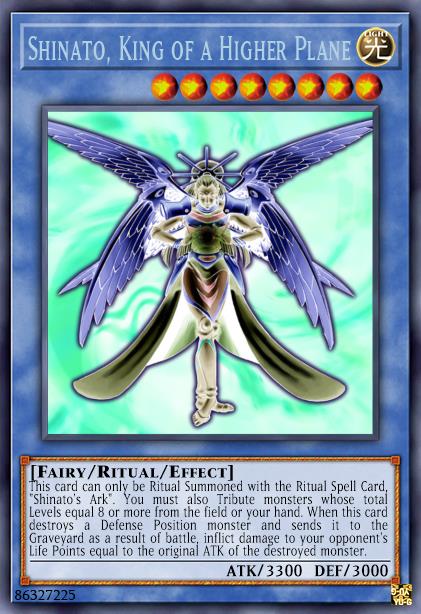 Shinato, King of a Higher Plane
LIGHT
光
[Fairy/Ritual/Effect]
This card can only be Ritual Summoned with the Ritual Spell Card,
"Shinato's Ark". You must also Tribute monsters whose total
Levels equal 8 or more from the field or your hand. When this card
destroys a Defense Position monster and sends it to the
Graveyard as a result of battle, inflict damage to your opponent's
Life Points equal to the original ATK of the destroyed monster.
ATK/3300 DEF/3000
86327225